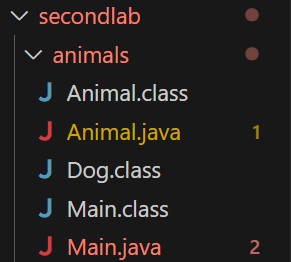 secondlab
animals
Animal.class
Animal.java 1
Dog.class
Main.class
Main.java 2